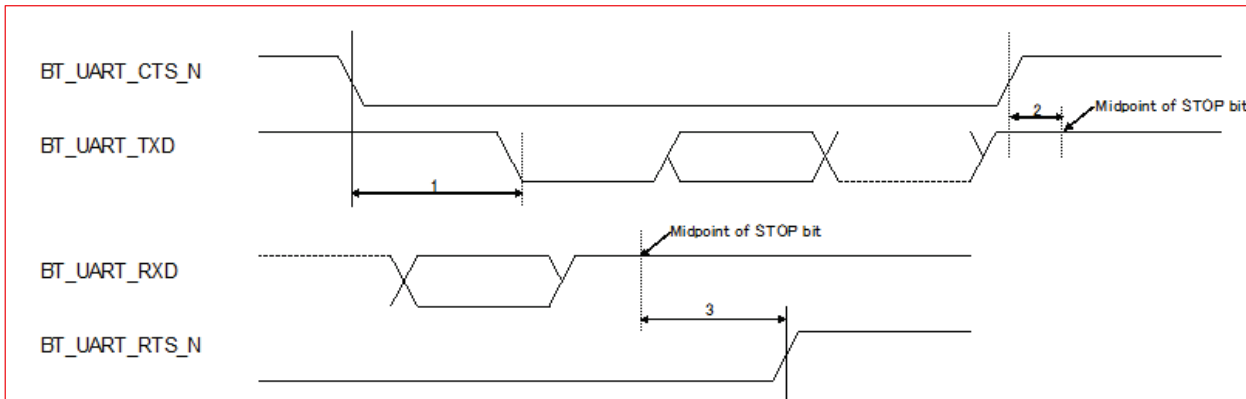 BT_UART_CTS_N
2
Midpoint of STOP bit
BT_UART_TXD
1
Midpoint of STOP bit
BT_UART_RXD
3
BT_UART_RTS_N